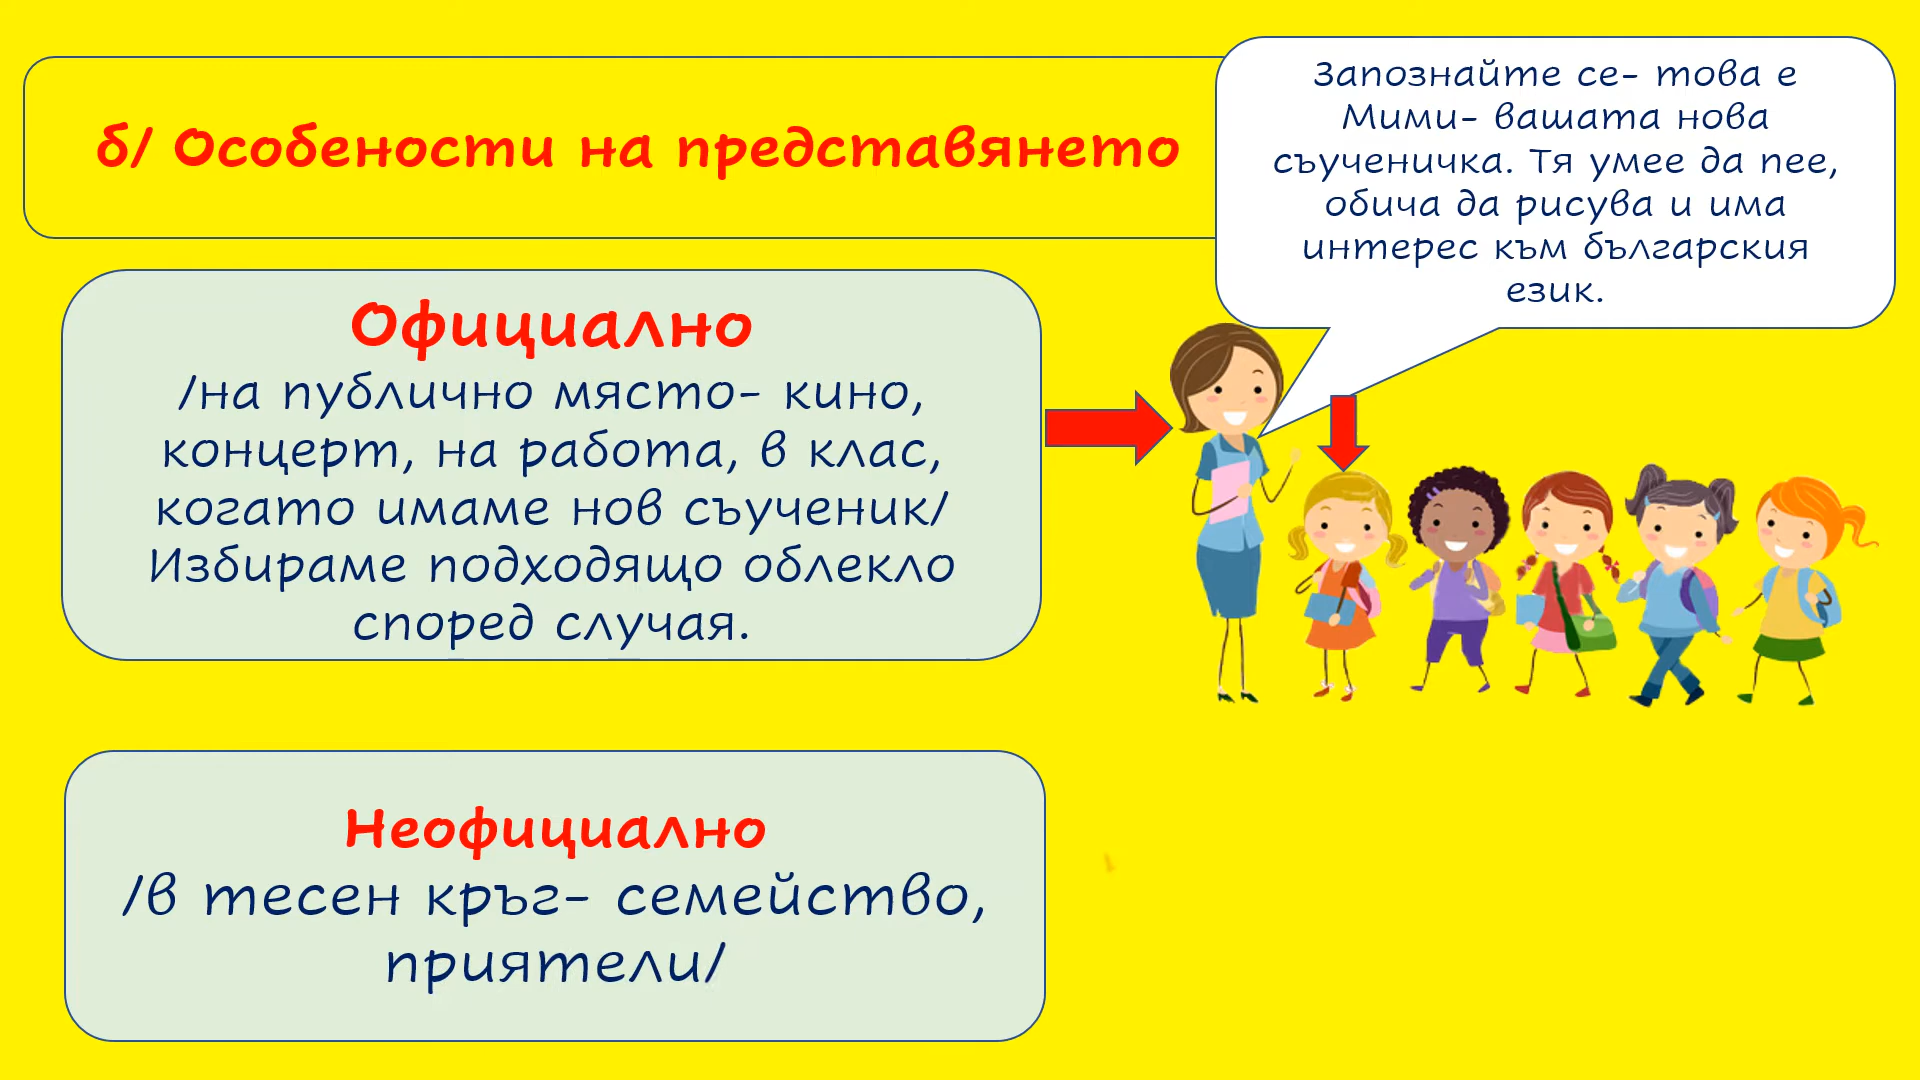 б/ Особености на представянето
Запознайте се- това е
Мими- вашата нова
съученичка. Тя умее да пее,
обича да рисува и има
интерес към българския
език.
Официално
/на публично място- кино,
концерт, на работа, в клас,
когато имаме нов съученик/
Избираме подходящо облекло
според случая.
Неофициално
/в тесен кръг- семейство,
приятели/